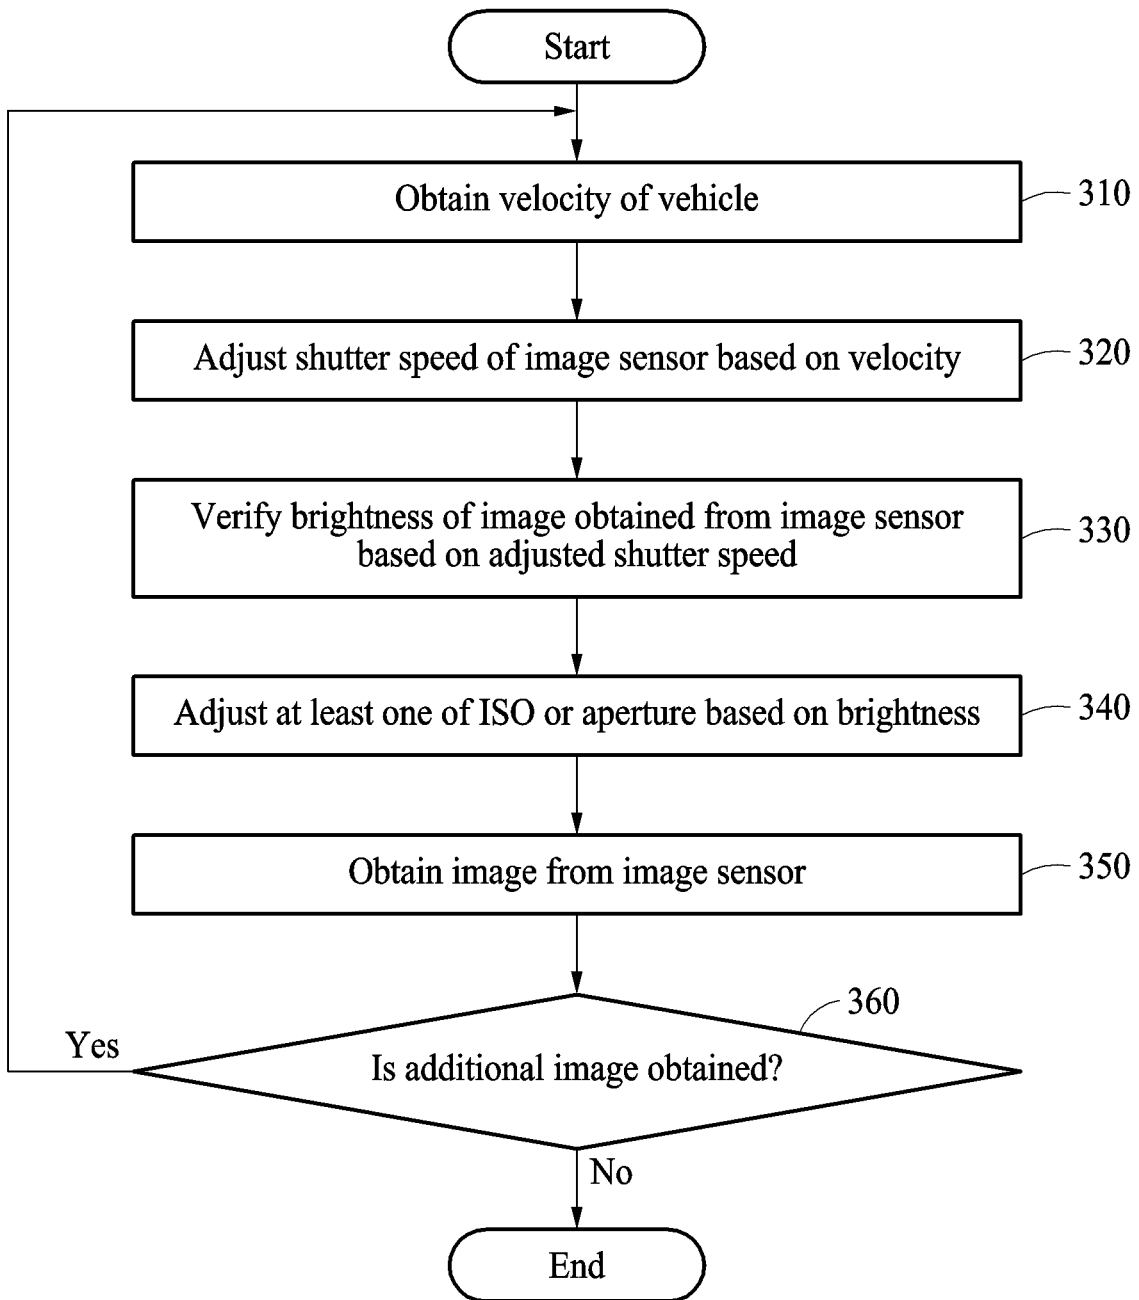 Start
Obtain velocity of vehicle
310
Adjust shutter speed of image sensor based on velocity
320
Verify brightness of image obtained from image sensor
based on adjusted shutter speed
330
Adjust at least one of ISO or aperture based on brightness
340
Obtain image from image sensor
350
360
Yes
Is additional image obtained?
No
End